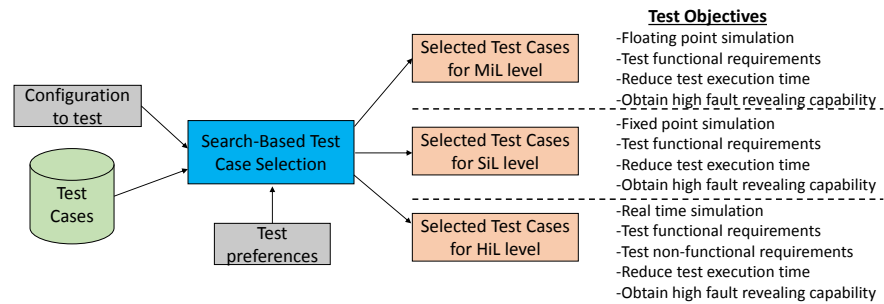 Configuration
to test
Test
Cases
Search-Based Test
Case Selection
Test
preferences
Selected Test Cases
for MiL level
Selected Test Cases
for SiL level
Selected Test Cases
for HiL level
Test Objectives
-Floating point simulation
-Test functional requirements
-Reduce test execution time
-Obtain high fault revealing capability
-Fixed point simulation
-Test functional requirements
-Reduce test execution time
-Obtain high fault revealing capability
-Real time simulation
-Test functional requirements
-Test non-functional requirements
-Reduce test execution time
-Obtain high fault revealing capability